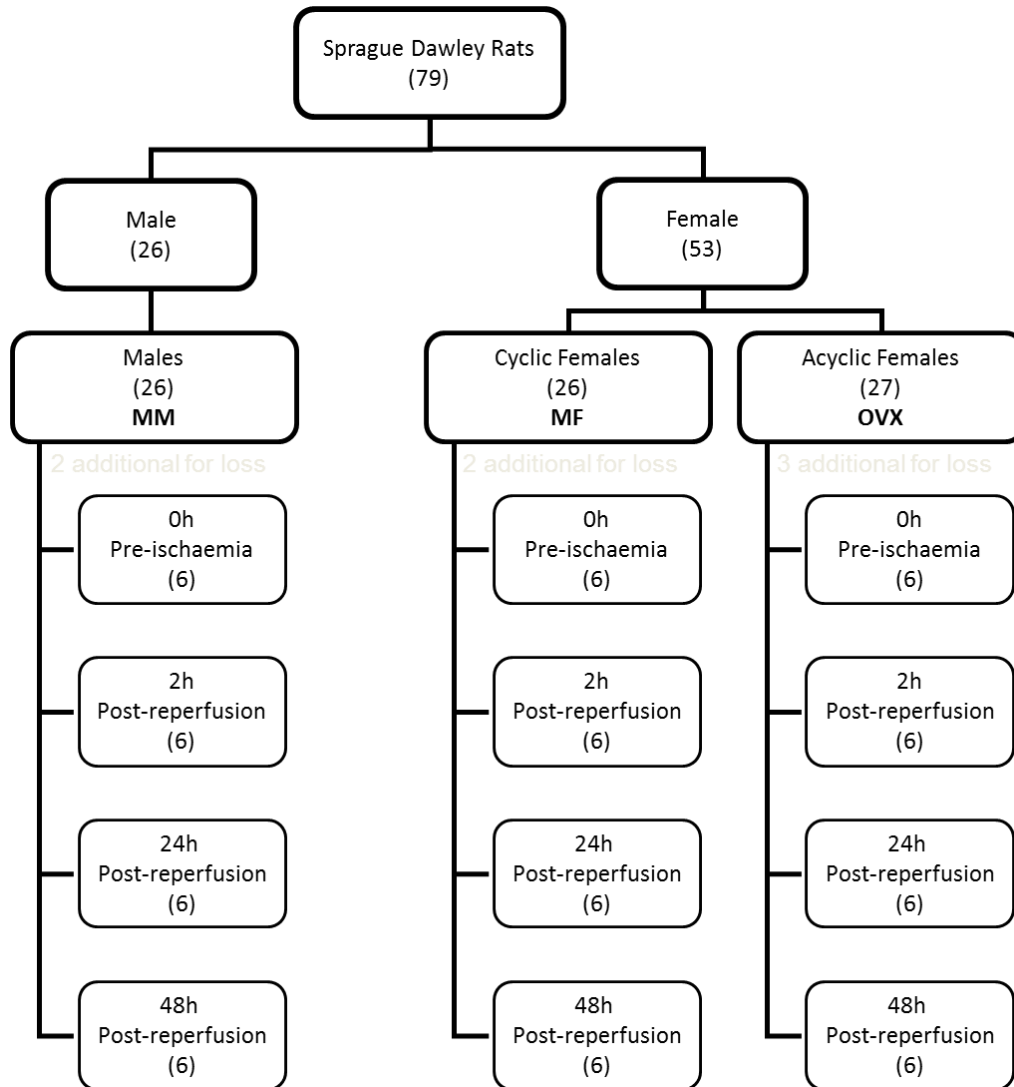 Sprague Dawley Rats
(79)
Male
(26)
Female
(53)
Males
(26)
MM
Cyclic Females
(26)
MF
Acyclic Females
(27)
OVX
2 additional for loss
2 additional for loss
3 additional for loss
0h
Pre-ischaemia
(6)
0h
Pre-ischaemia
(6)
0h
Pre-ischaemia
(6)
2h
Post-reperfusion
(6)
2h
Post-reperfusion
(6)
2h
Post-reperfusion
(6)
24h
Post-reperfusion
(6)
24h
Post-reperfusion
(6)
24h
Post-reperfusion
(6)
48h
Post-reperfusion
(6)
48h
Post-reperfusion
(6)
48h
Post-reperfusion
(6)